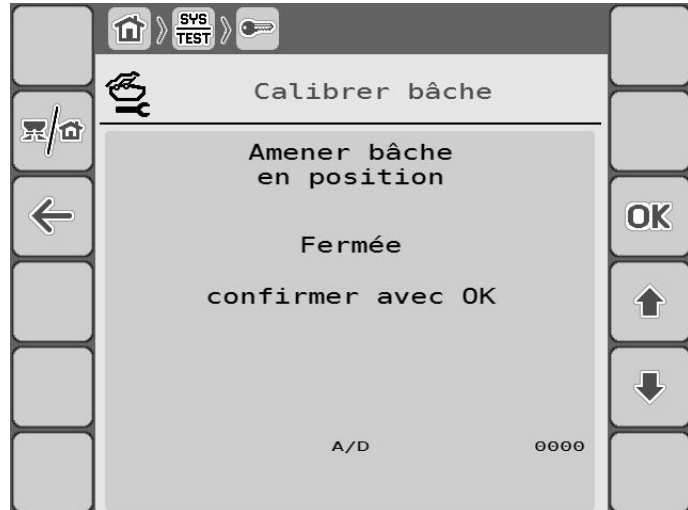 SYS
TEST
Calibrer bâche
Amener bâche
en position
OK
Fermée
confirmer avec OK
A/D 0000